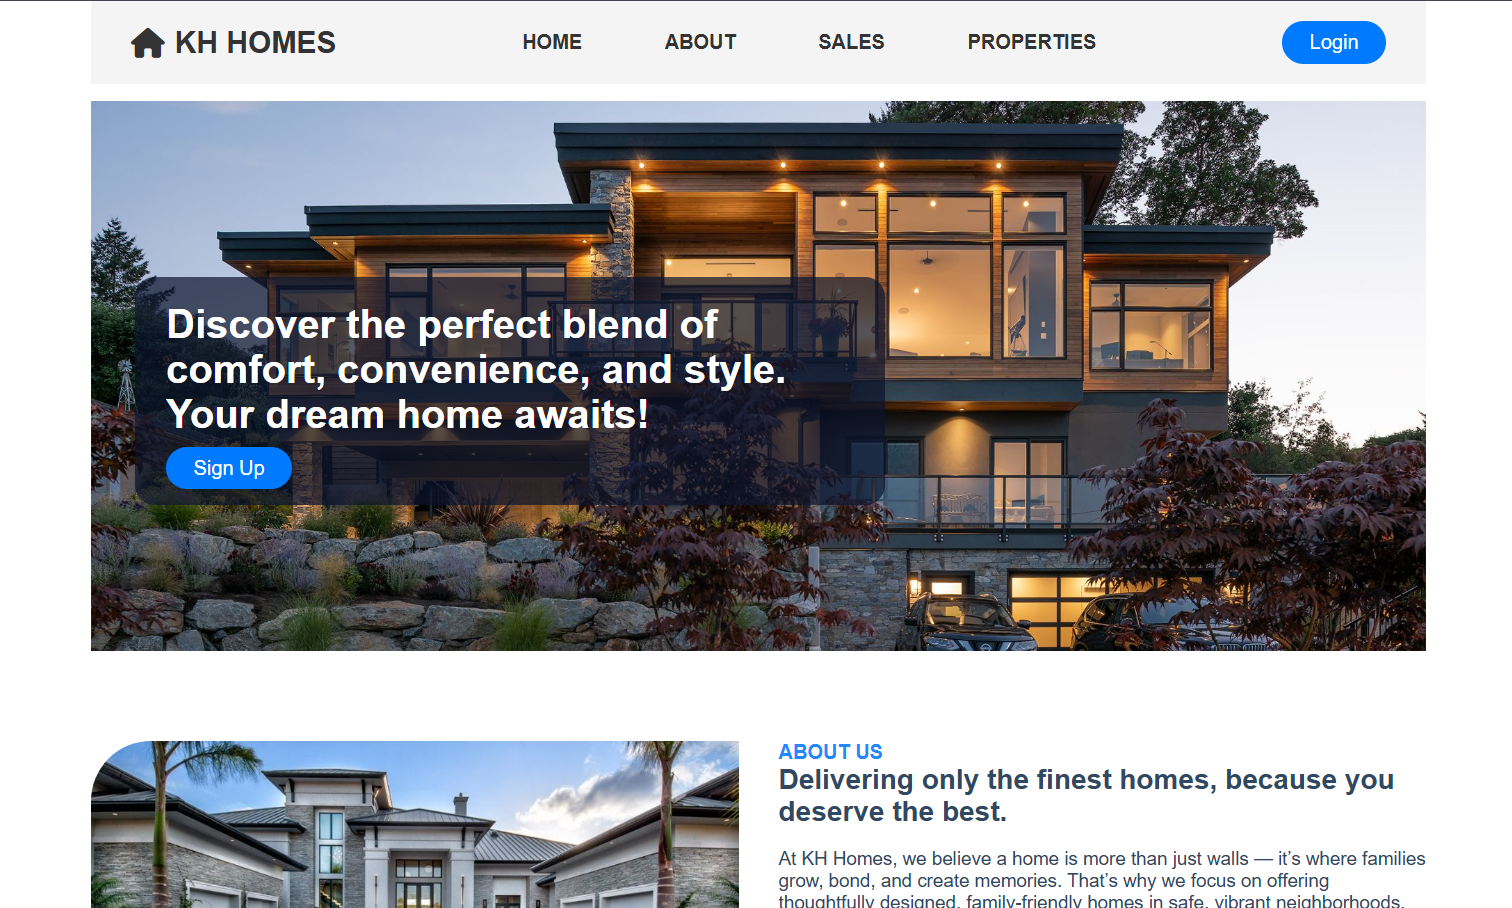 KH HOMES
HOME
ABOUT
SALES
PROPERTIES
Login
Discover the perfect blend of
comfort, convenience, and style.
Your dream home awaits!
Sign Up
ABOUT US
Delivering only the finest homes, because you
deserve the best.
At KH Homes, we believe a home is more than just walls — it’s where families
grow, bond, and create memories. That’s why we focus on offering
thoughtfully designed, family-friendly homes in safe, vibrant neighborhoods.